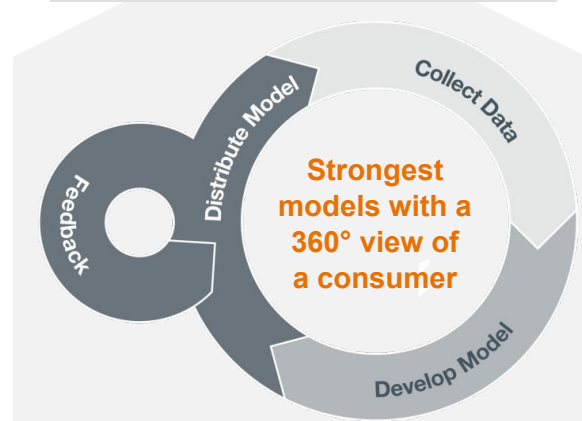 Collect Data
Distribute Model
Feedback
Strongest
models with a
360° view of
a consumer
Develop Model